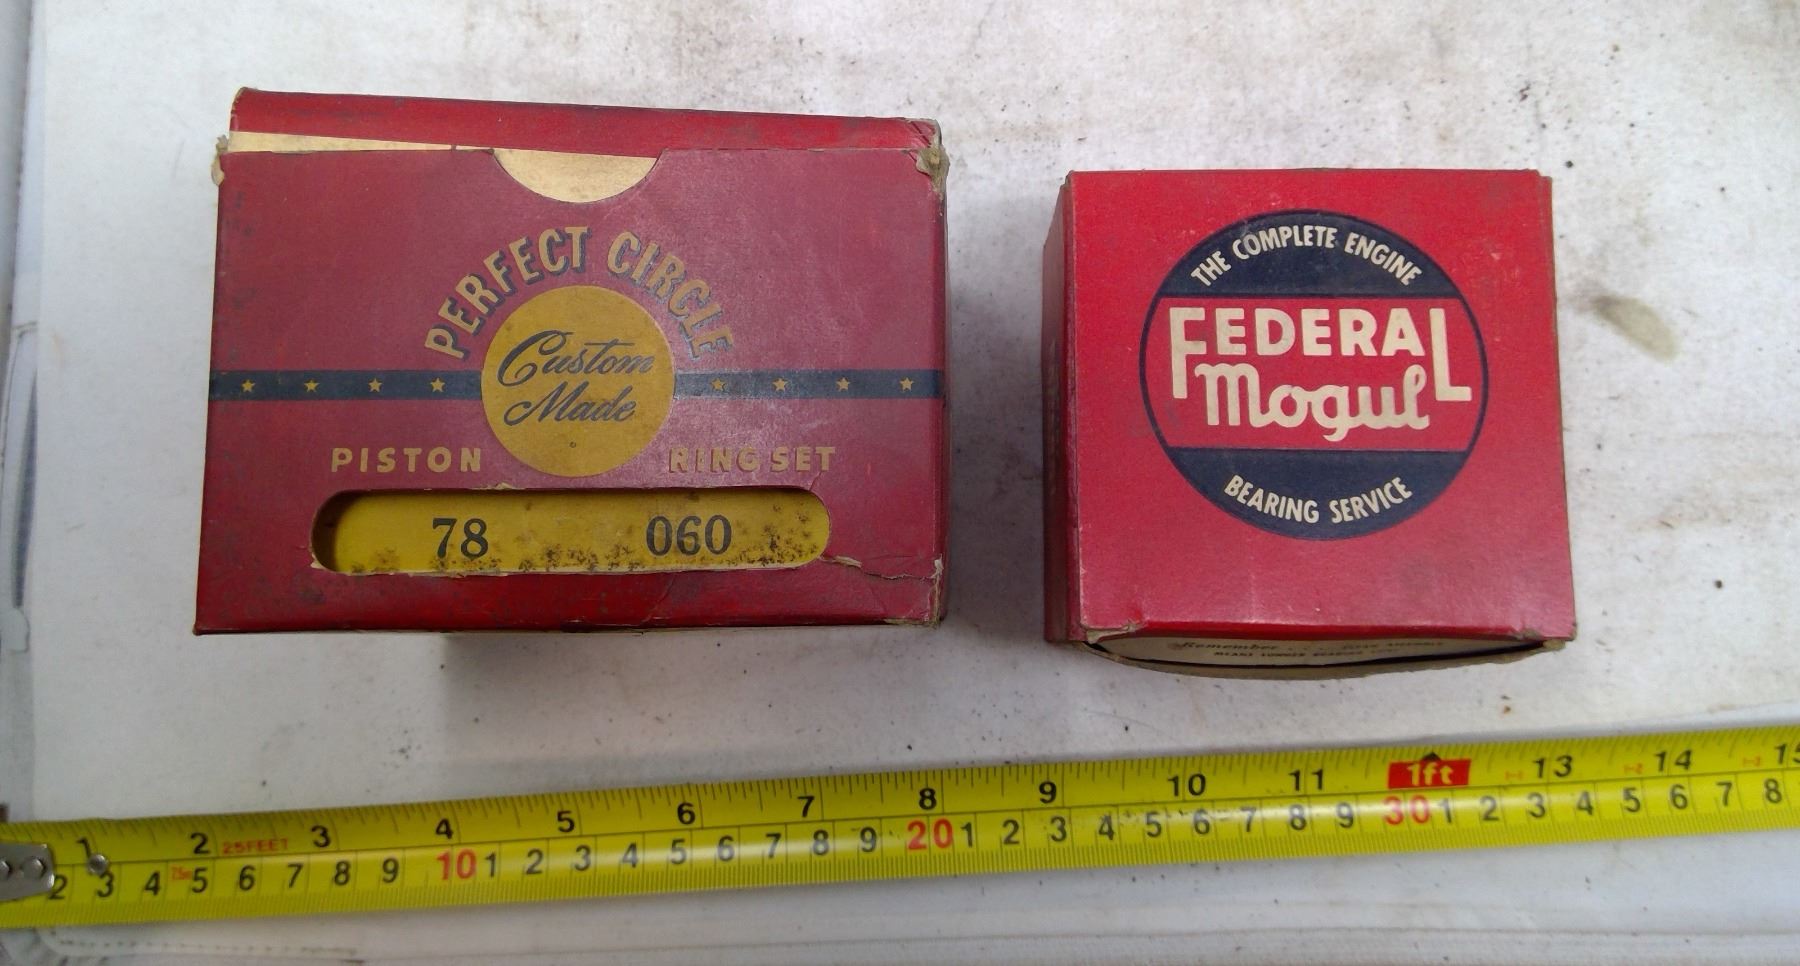 PERFECT CIRCLE
Custom
Made
PISTON RING SET
78 060
THE COMPLETE ENGINE
FEDERAL
Mogul
BEARING SERVICE
Remember
1 2 25FEET 3 4 5 6 7 8 9 10 11 1ft 13 14 15
2 3 4 5 6 7 8 9 10 1 2 3 4 5 6 7 8 9 20 1 2 3 4 5 6 7 8 9 30 1 2 3 4 5 6 7 8